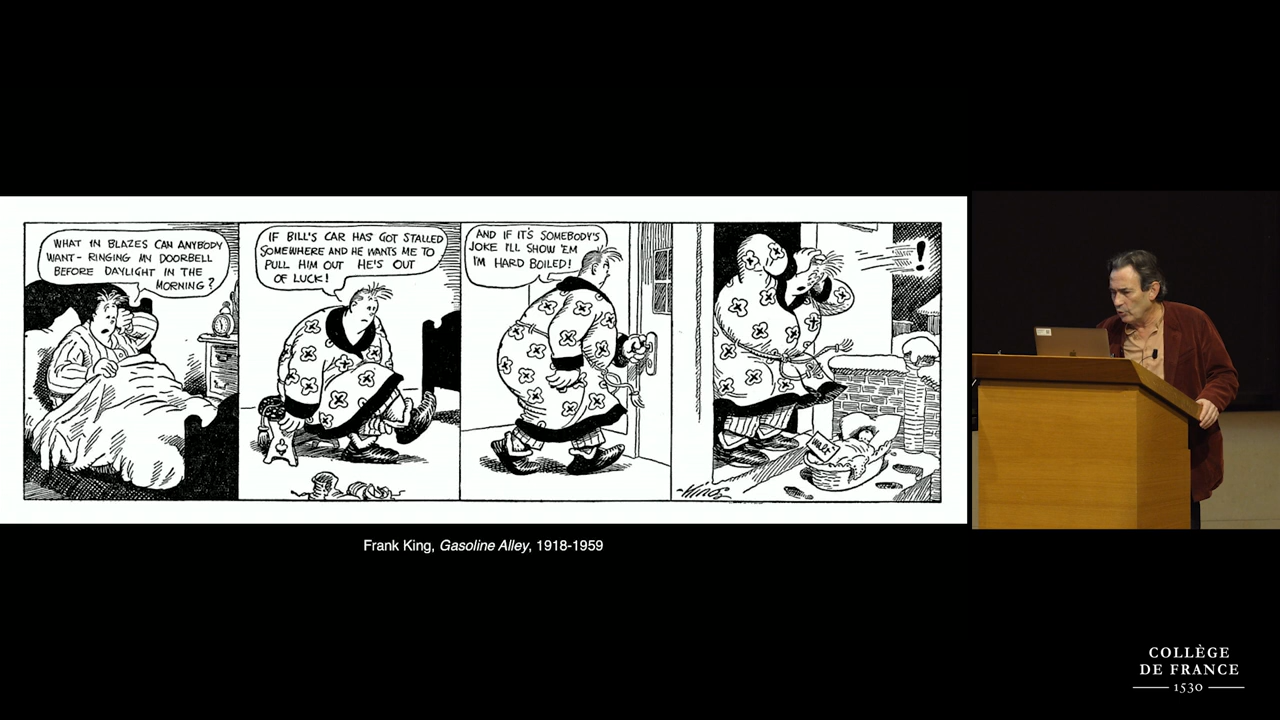 WHAT IN BLAZES CAN ANYBODY
WANT - RINGING MY DOORBELL
BEFORE DAYLIGHT IN THE
MORNING?
IF BILL'S CAR HAS GOT STALLED
SOMEWHERE AND HE WANTS ME TO
PULL HIM OUT HE'S OUT
OF LUCK!
AND IF IT'S SOMEBODY'S
JOKE I'LL SHOW 'EM
I'M HARD BOILED!
!
KING
Frank King, Gasoline Alley, 1918-1959
COLLÈGE
DE FRANCE
1530